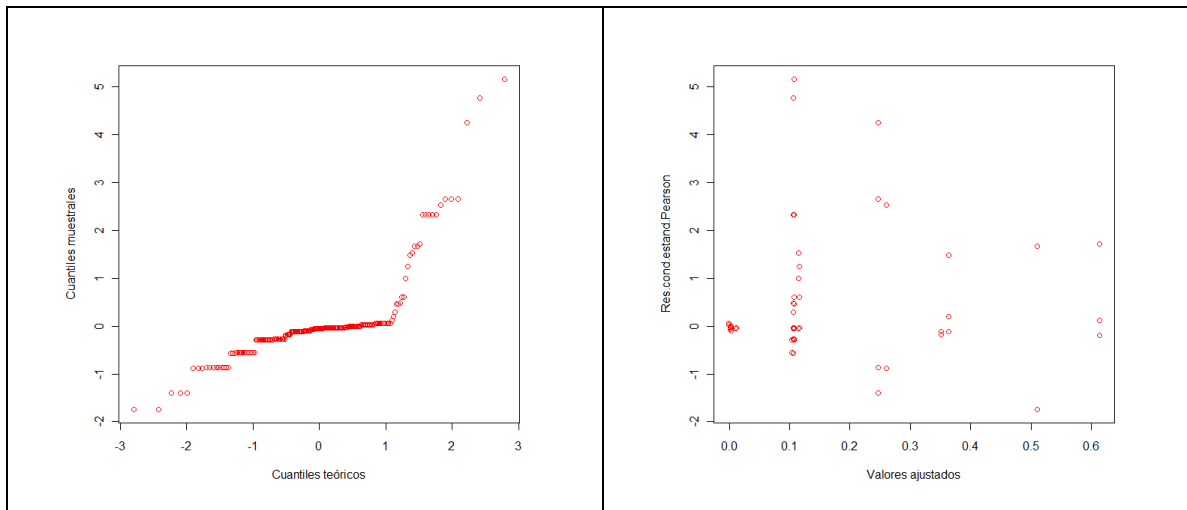 Cuantiles muestrales
5
4
3
2
1
0
-1
-2
-3 -2 -1 0 1 2 3
Cuantiles teóricos
Res.cond.estand.Pearson
5
4
3
2
1
0
-1
-2
0.0 0.1 0.2 0.3 0.4 0.5 0.6
Valores ajustados